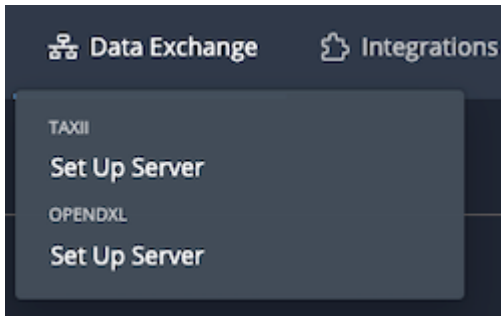 Data Exchange
Integrations
TAXII
Set Up Server
OPENDXL
Set Up Server